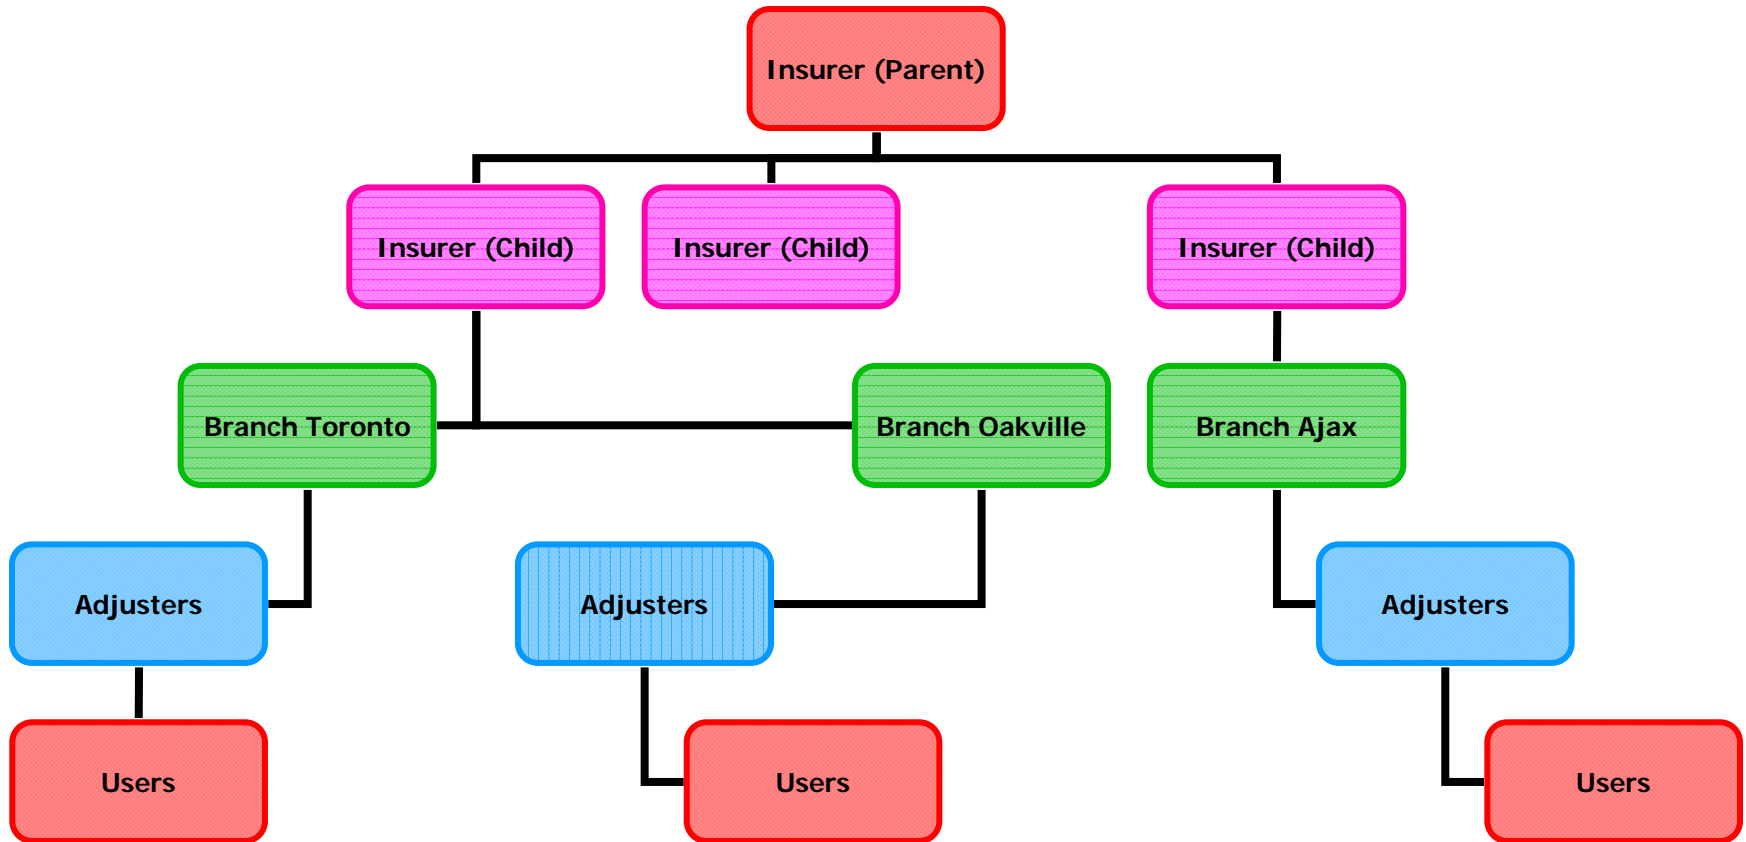 Insurer (Parent)
Insurer (Child)
Insurer (Child)
Insurer (Child)
Branch Toronto
Branch Oakville
Branch Ajax
Adjusters
Adjusters
Adjusters
Users
Users
Users